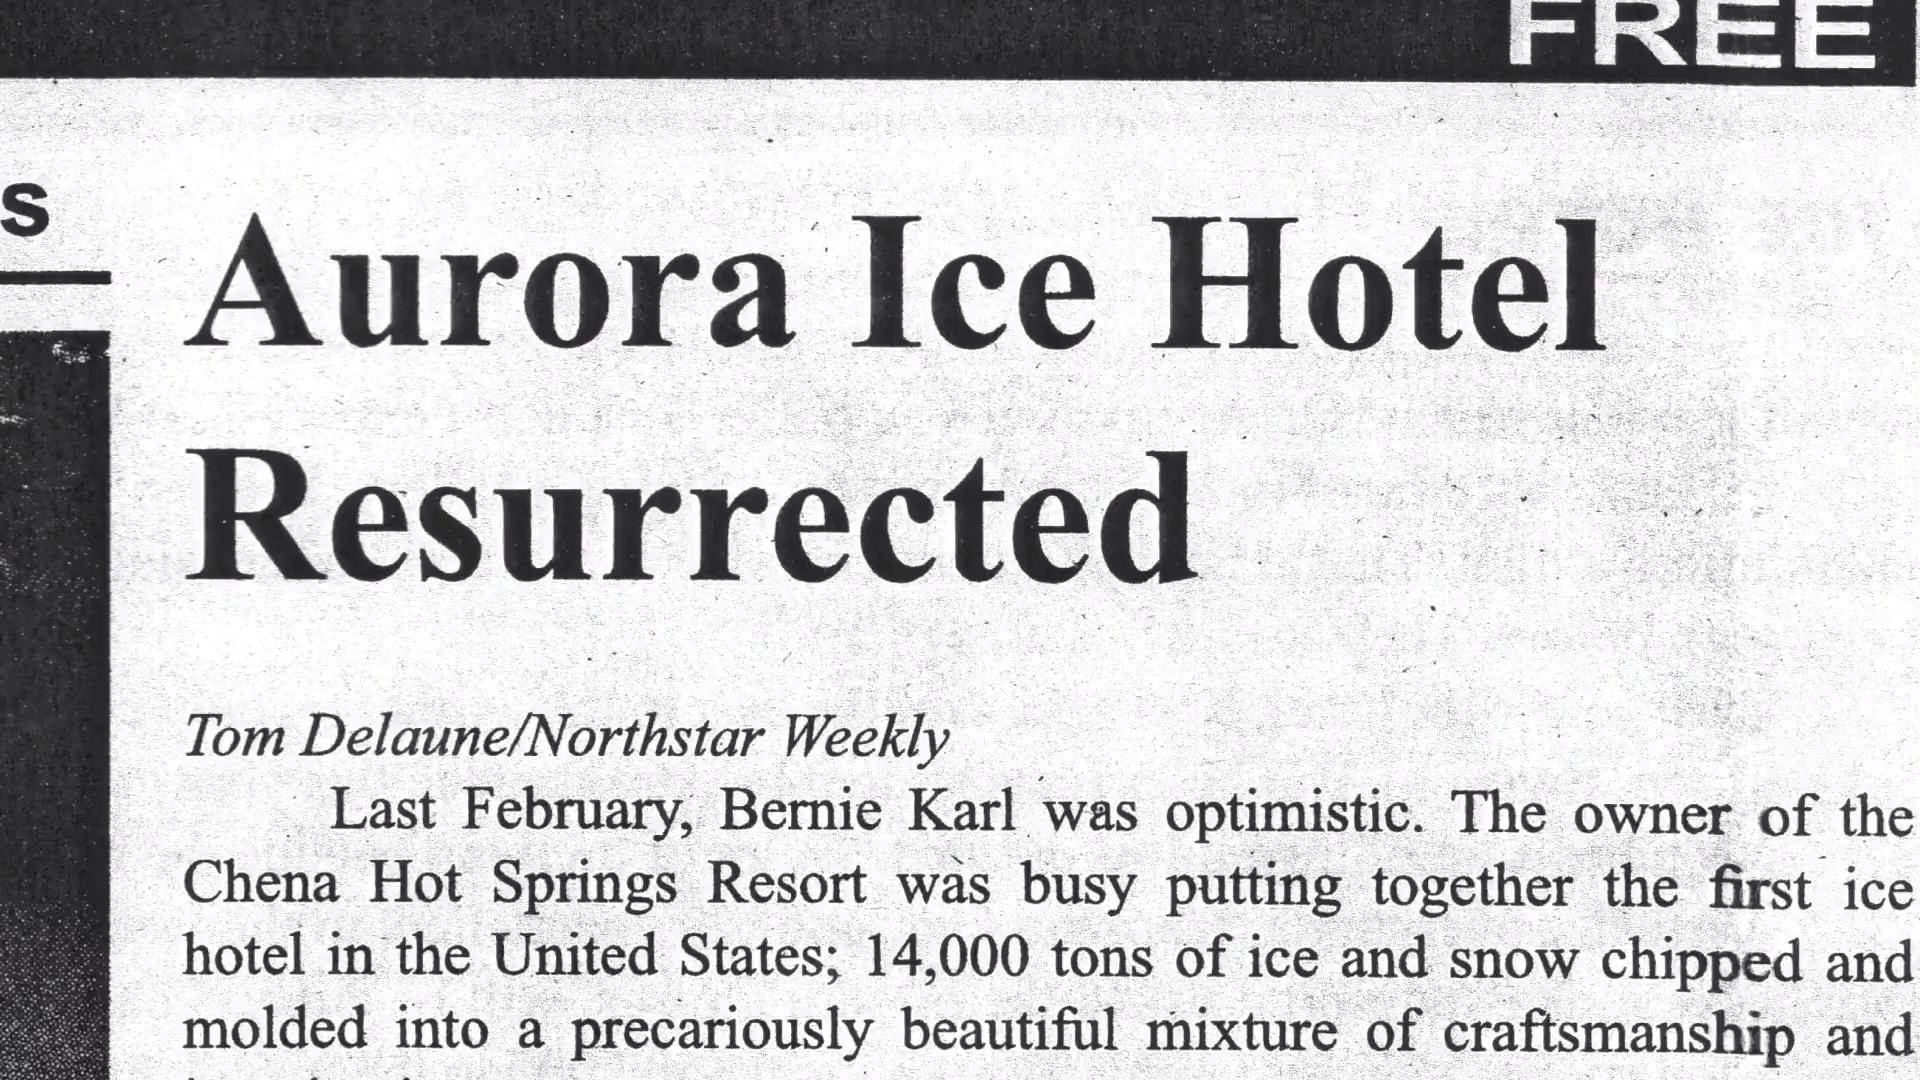 FREE
s
Aurora Ice Hotel
Resurrected
Tom Delaune/Northstar Weekly
Last February, Bernie Karl was optimistic. The owner of the
Chena Hot Springs Resort was busy putting together the first ice
hotel in the United States; 14,000 tons of ice and snow chipped and
molded into a precariously beautiful mixture of craftsmanship and